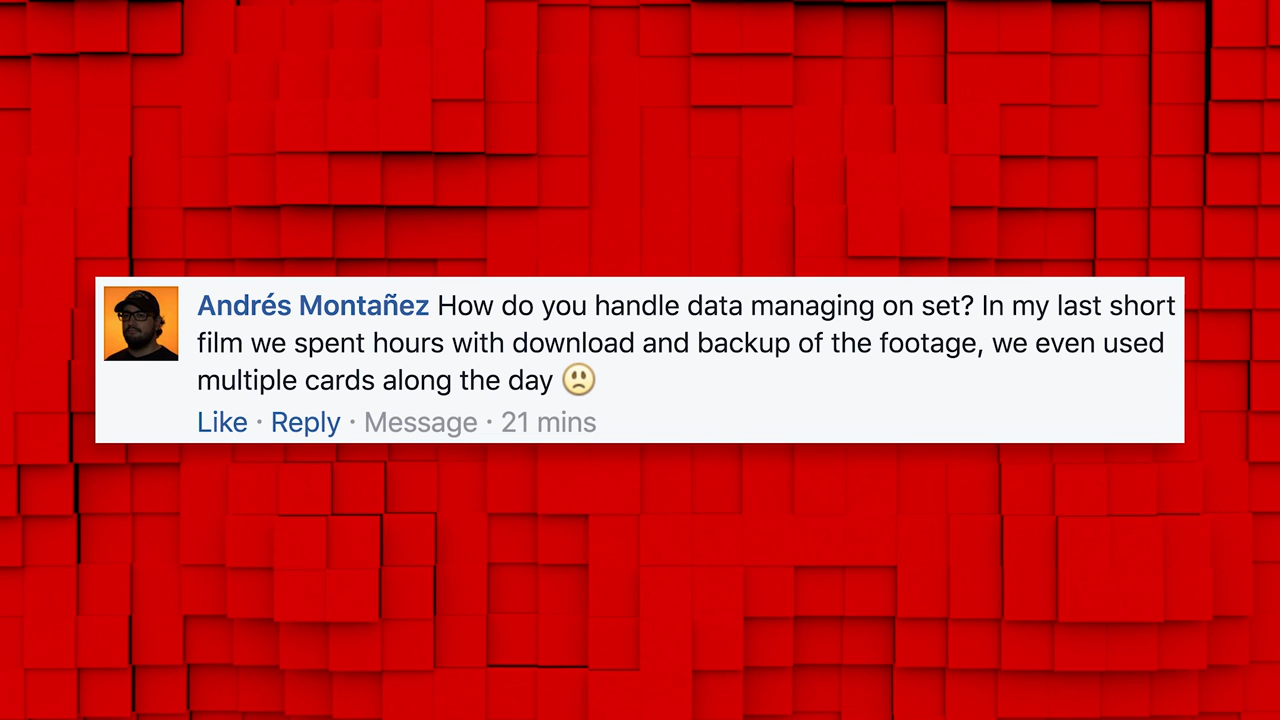 Andrés Montañez How do you handle data managing on set? In my last short
film we spent hours with download and backup of the footage, we even used
multiple cards along the day 🙁
Like · Reply · Message · 21 mins